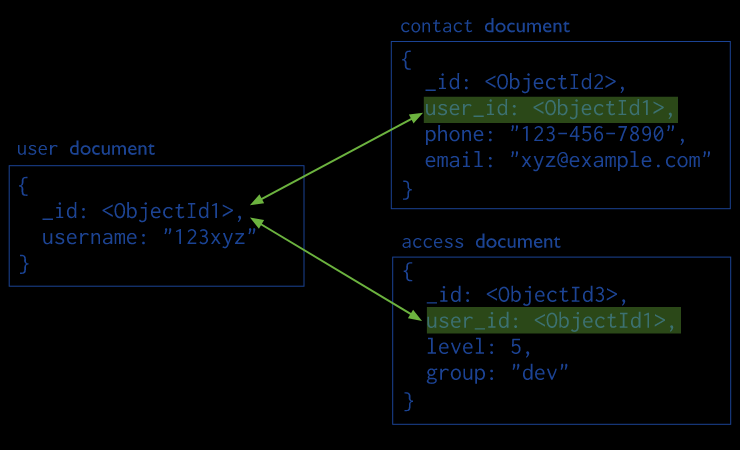 user document
{
_id: <ObjectId1>,
username: "123xyz"
}
contact document
{
_id: <ObjectId2>,
user_id: <ObjectId1>,
phone: "123-456-7890",
email: "xyz@example.com"
}
access document
{
_id: <ObjectId3>,
user_id: <ObjectId1>,
level: 5,
group: "dev"
}